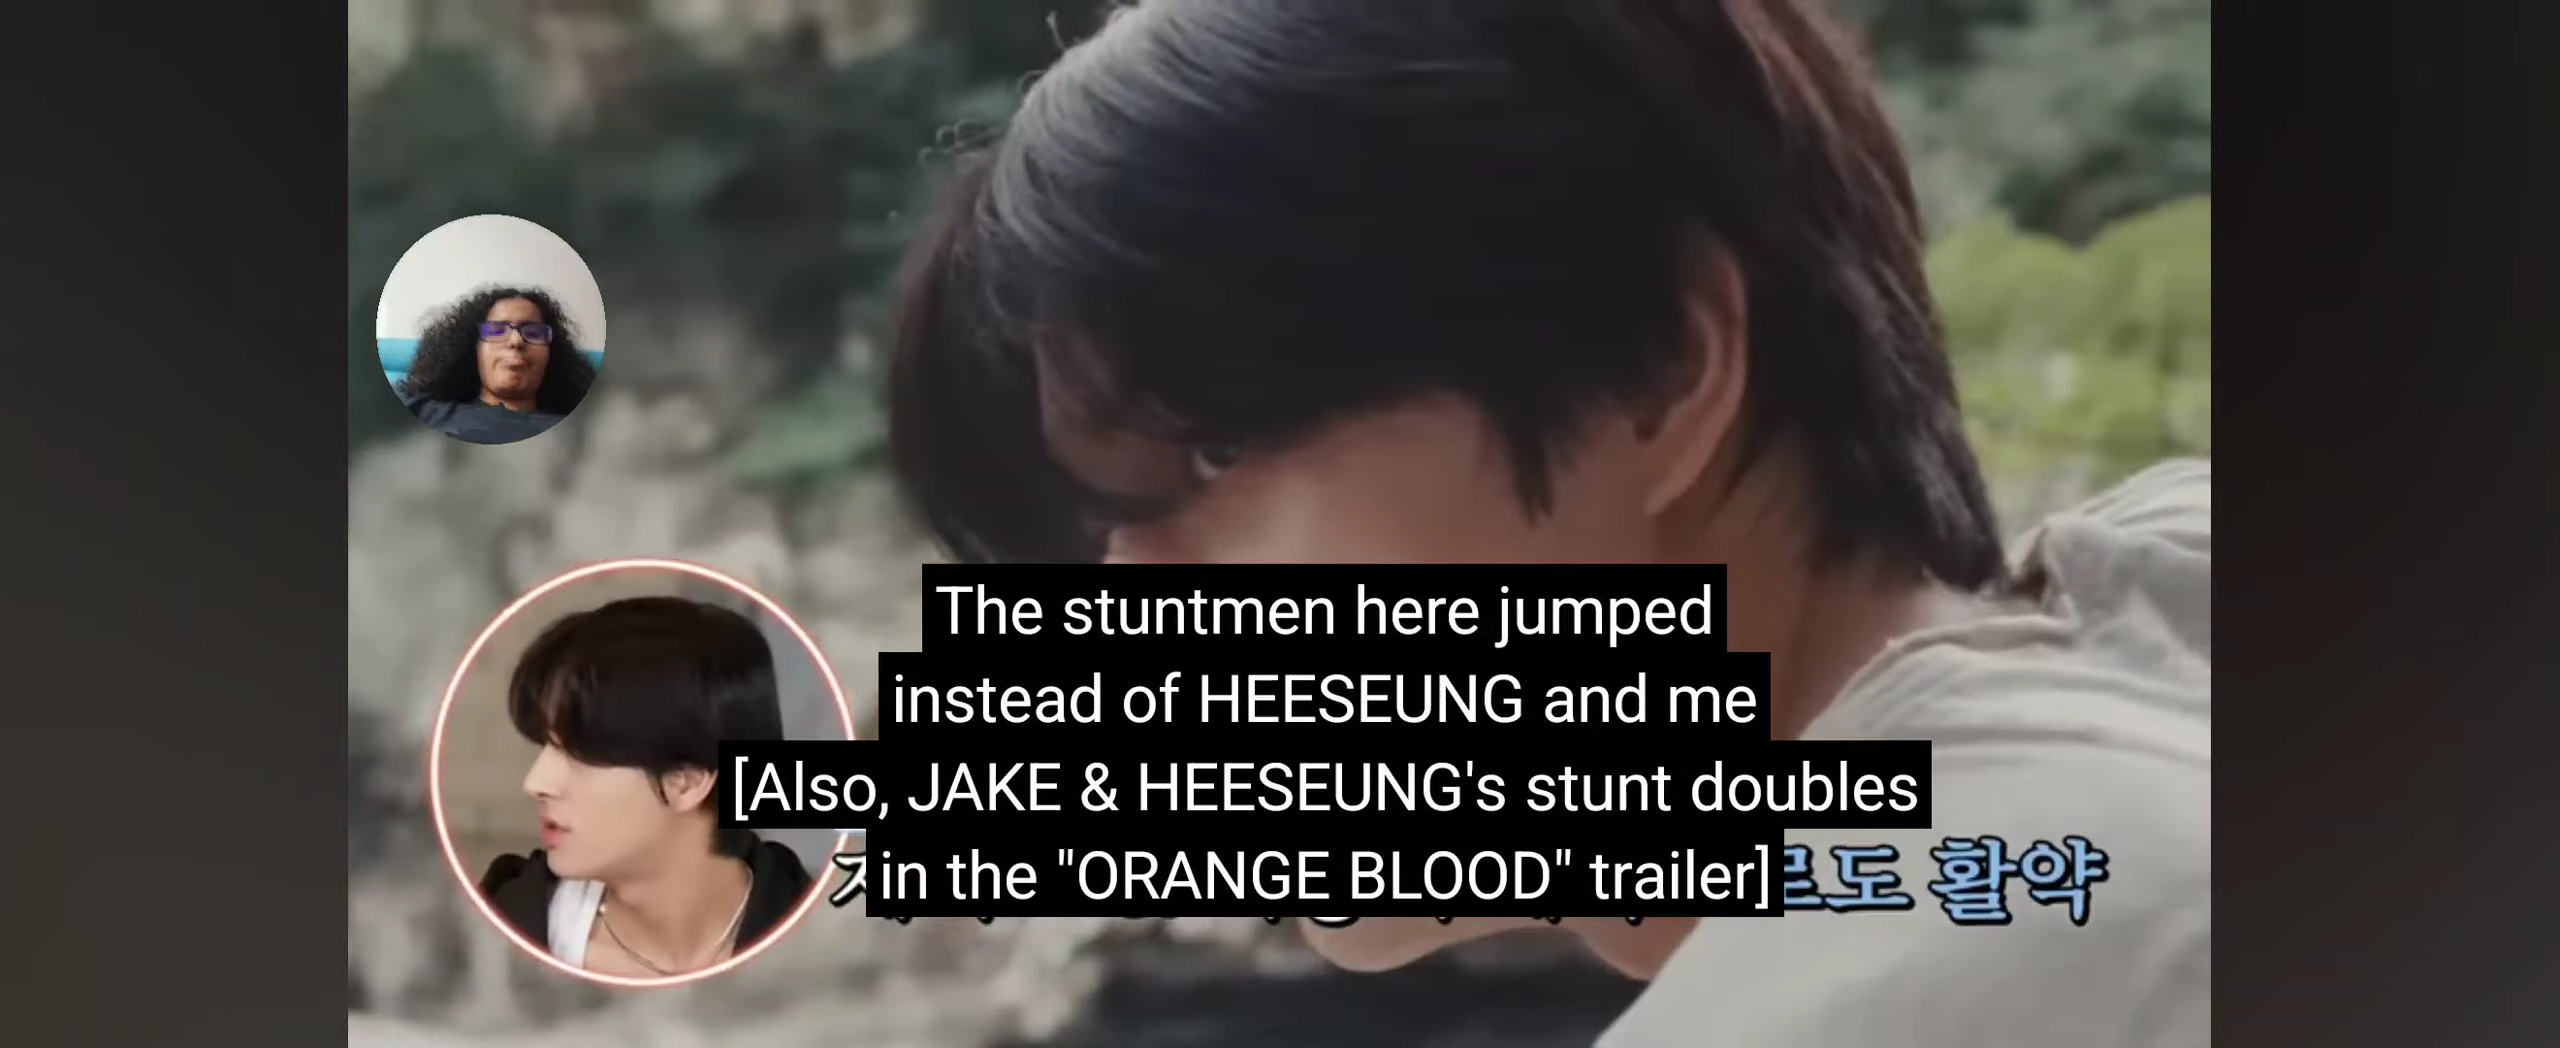 The stuntmen here jumped
instead of HEESEUNG and me
[Also, JAKE & HEESEUNG's stunt doubles
in the "ORANGE BLOOD" trailer]
활약